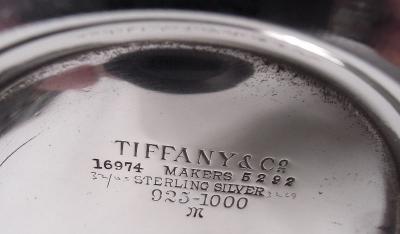 TIFFANY & Co
16974 MAKERS 5292
STERLING SILVER
925-1000
M